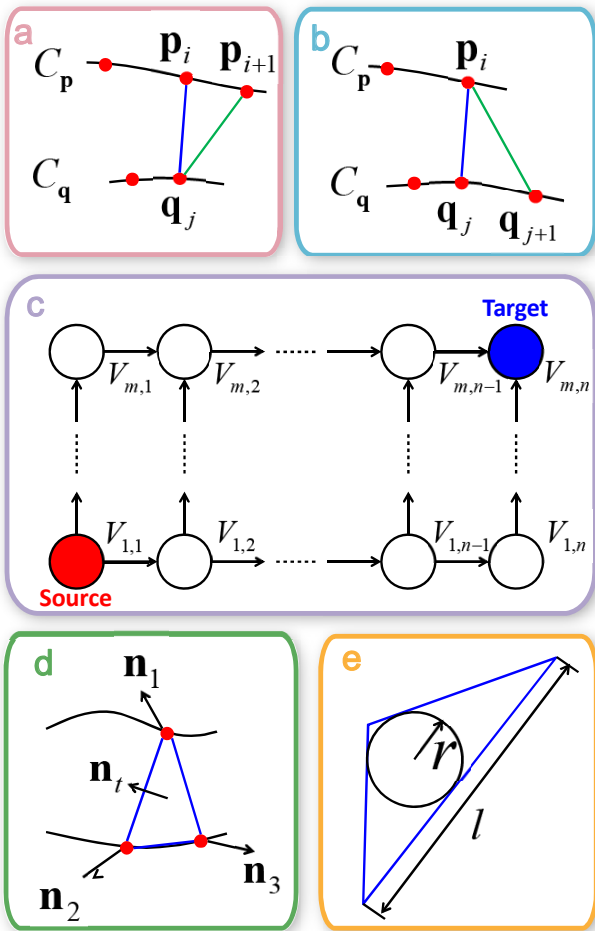 a
C_p
p_i
p_{i+1}
C_q
q_j
b
C_p
p_i
C_q
q_j
q_{j+1}
c
Target
V_{m,1}
V_{m,2}
V_{m,n-1}
V_{m,n}
V_{1,1}
V_{1,2}
V_{1,n-1}
V_{1,n}
Source
d
n_1
n_t
n_2
n_3
e
r
l